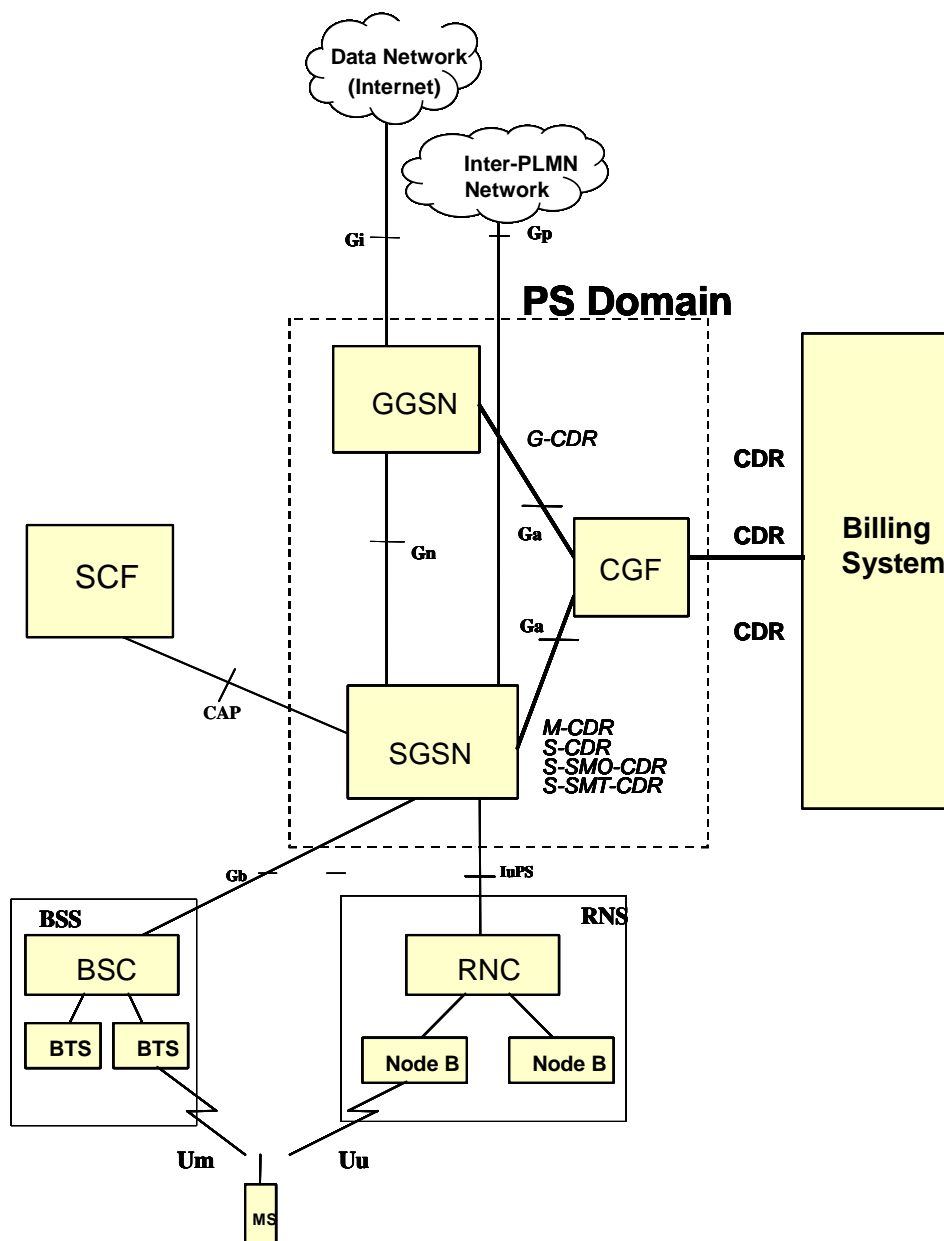 Data Network
(Internet)
Inter-PLMN
Network
Gi
Gp
PS Domain
GGSN
G-CDR
CDR
Ga
Gn
CDR
Billing
System
SCF
CGF
Ga
CDR
CAP
SGSN
M-CDR
S-CDR
S-SMO-CDR
S-SMT-CDR
Gb
IuPS
BSS
RNS
BSC
RNC
BTS
BTS
Node B
Node B
Um
Uu
MS